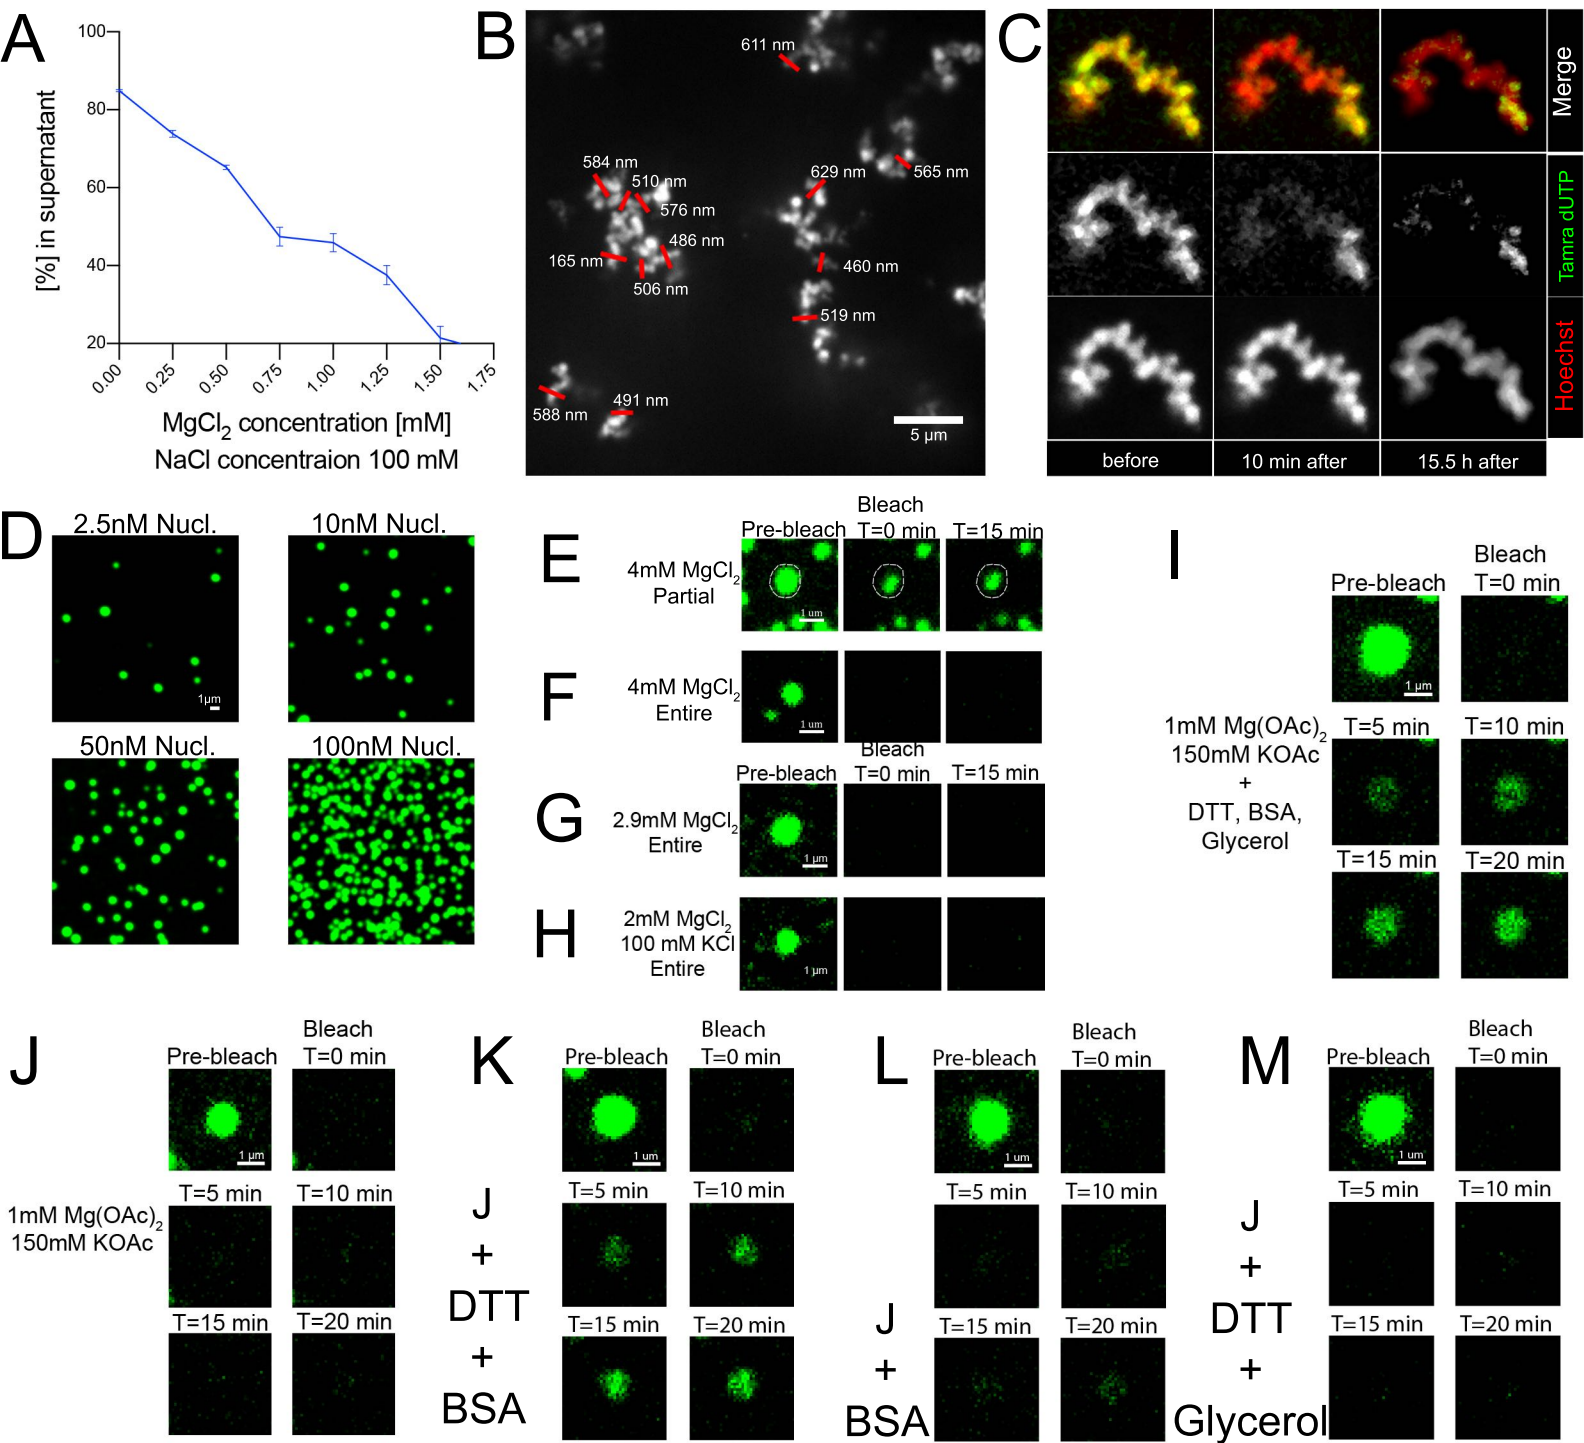 A
100
80
60
40
20
[%] in supernatant
0.00
0.25
0.50
0.75
1.00
1.25
1.50
1.75
MgCl2 concentration [mM]
NaCl concentraion 100 mM
B
611 nm
584 nm
510 nm
576 nm
629 nm
565 nm
486 nm
165 nm
506 nm
460 nm
519 nm
588 nm
491 nm
5 µm
C
Merge
Tamra dUTP
Hoechst
before
10 min after
15.5 h after
D
2.5nM Nucl.
10nM Nucl.
1µm
50nM Nucl.
100nM Nucl.
E
Bleach
Pre-bleach
T=0 min
T=15 min
4mM MgCl2
Partial
1 um
F
4mM MgCl2
Entire
1 um
G
Bleach
Pre-bleach
T=0 min
T=15 min
2.9mM MgCl2
Entire
1 µm
H
2mM MgCl2
100 mM KCl
Entire
1 µm
I
Bleach
Pre-bleach
T=0 min
1 µm
1mM Mg(OAc)2
150mM KOAc
+
DTT, BSA,
Glycerol
T=5 min
T=10 min
T=15 min
T=20 min
J
Bleach
Pre-bleach
T=0 min
1 µm
1mM Mg(OAc)2
150mM KOAc
T=5 min
T=10 min
T=15 min
T=20 min
K
Bleach
Pre-bleach
T=0 min
1 um
J
+
DTT
+
BSA
T=5 min
T=10 min
T=15 min
T=20 min
L
Bleach
Pre-bleach
T=0 min
1 um
J
+
BSA
T=5 min
T=10 min
T=15 min
T=20 min
M
Bleach
Pre-bleach
T=0 min
1 um
J
+
DTT
+
Glycerol
T=5 min
T=10 min
T=15 min
T=20 min